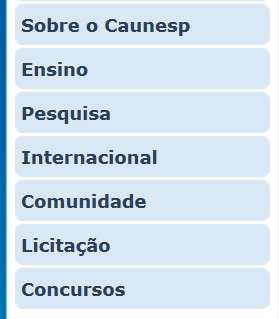 Sobre o Caunesp
Ensino
Pesquisa
Internacional
Comunidade
Licitação
Concursos